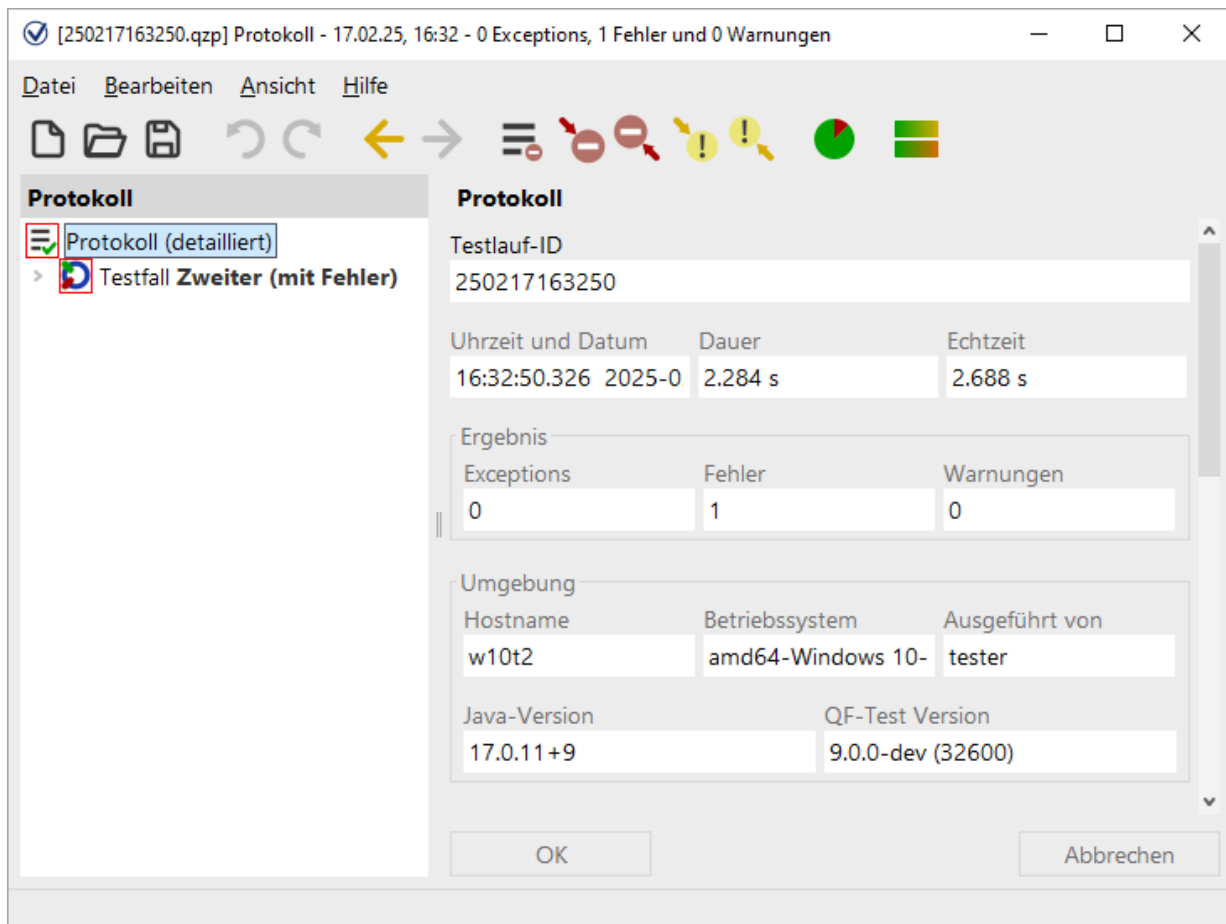 [250217163250.qzp] Protokoll - 17.02.25, 16:32 - 0 Exceptions, 1 Fehler und 0 Warnungen
Datei Bearbeiten Ansicht Hilfe
Protokoll
Protokoll (detailliert)
Testfall Zweiter (mit Fehler)
Protokoll
Testlauf-ID
250217163250
Uhrzeit und Datum Dauer Echtzeit
16:32:50.326 2025-0 2.284 s 2.688 s
Ergebnis
Exceptions Fehler Warnungen
0 1 0
Umgebung
Hostname Betriebssystem Ausgeführt von
w10t2 amd64-Windows 10- tester
Java-Version QF-Test Version
17.0.11+9 9.0.0-dev (32600)
OK Abbrechen